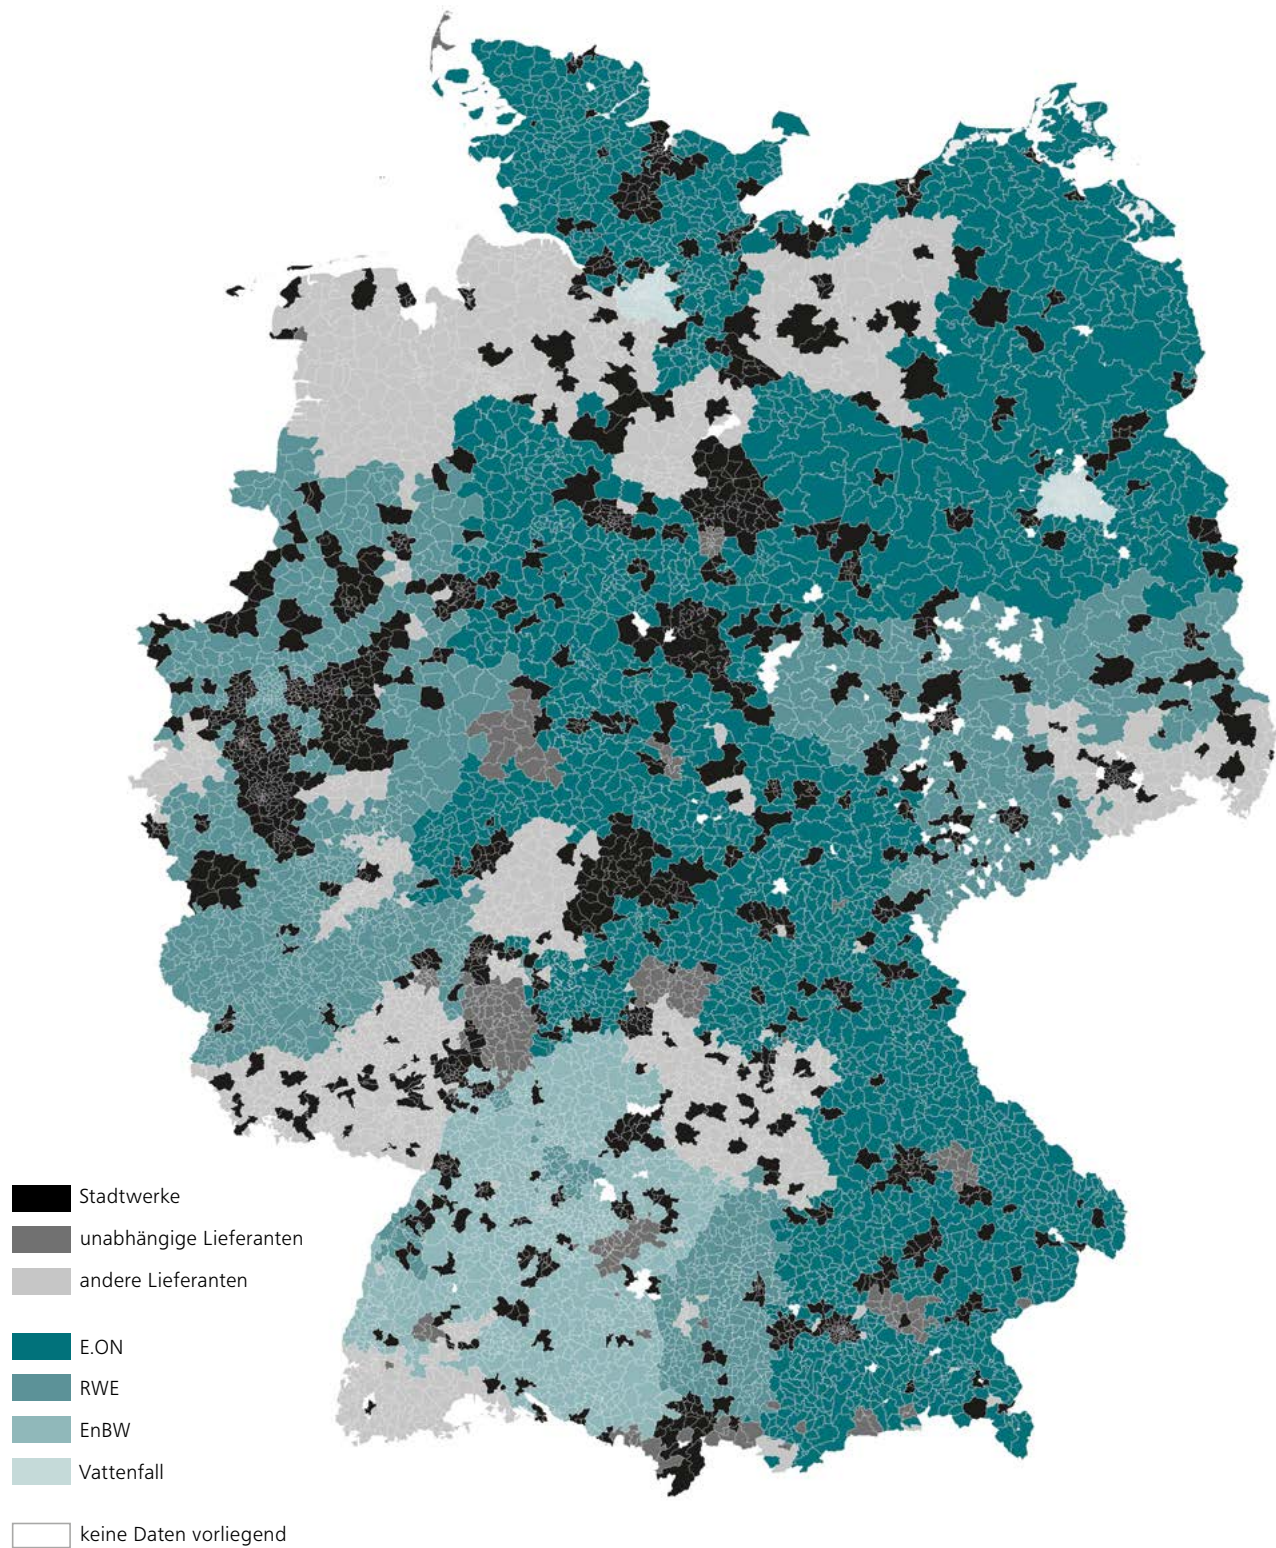 Stadtwerke
unabhängige Lieferanten
andere Lieferanten
E.ON
RWE
EnBW
Vattenfall
keine Daten vorliegend